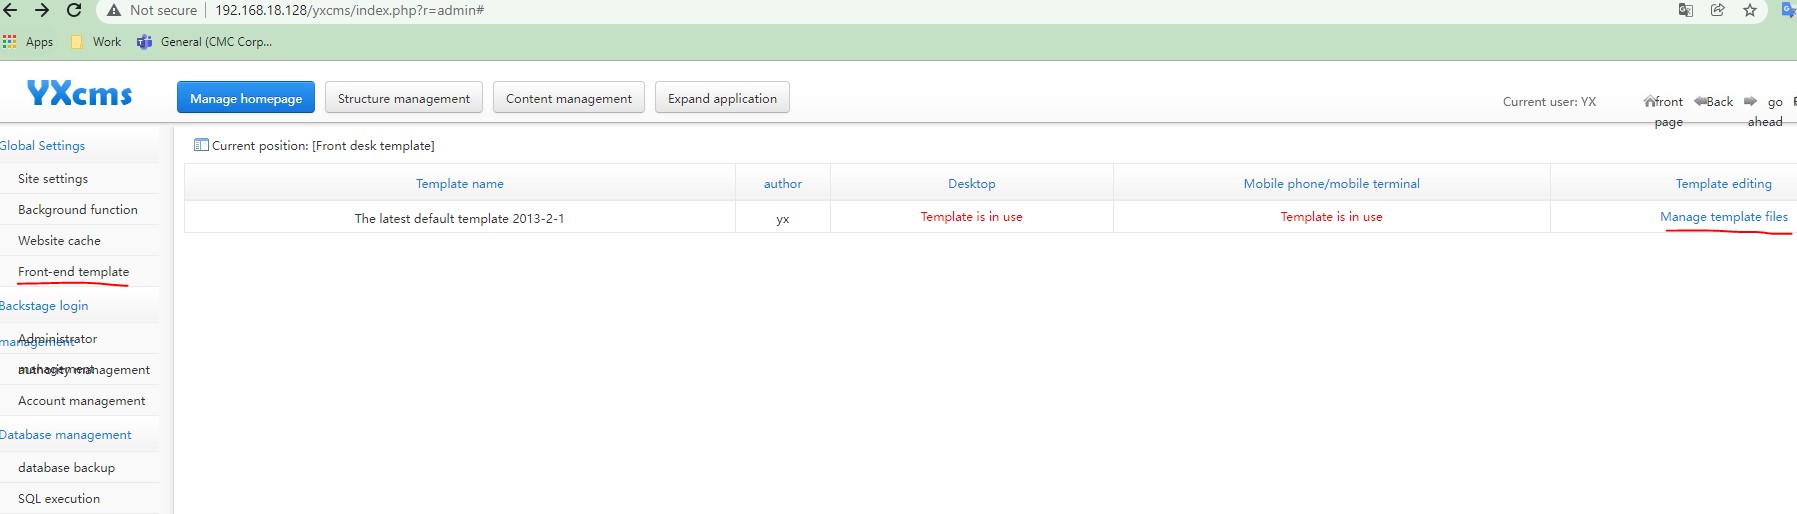 Not secure 192.168.18.128/yxcms/index.php?r=admin#
Apps Work General (CMC Corp...
YXcms Manage homepage Structure management Content management Expand application Current user: YX front page Back go ahead
Global Settings
Site settings
Background function
Website cache
Front-end template
Backstage login management
Administrator management
authority management
Account management
Database management
database backup
SQL execution
Current position: [Front desk template]
Template name author Desktop Mobile phone/mobile terminal Template editing
The latest default template 2013-2-1 yx Template is in use Template is in use Manage template files